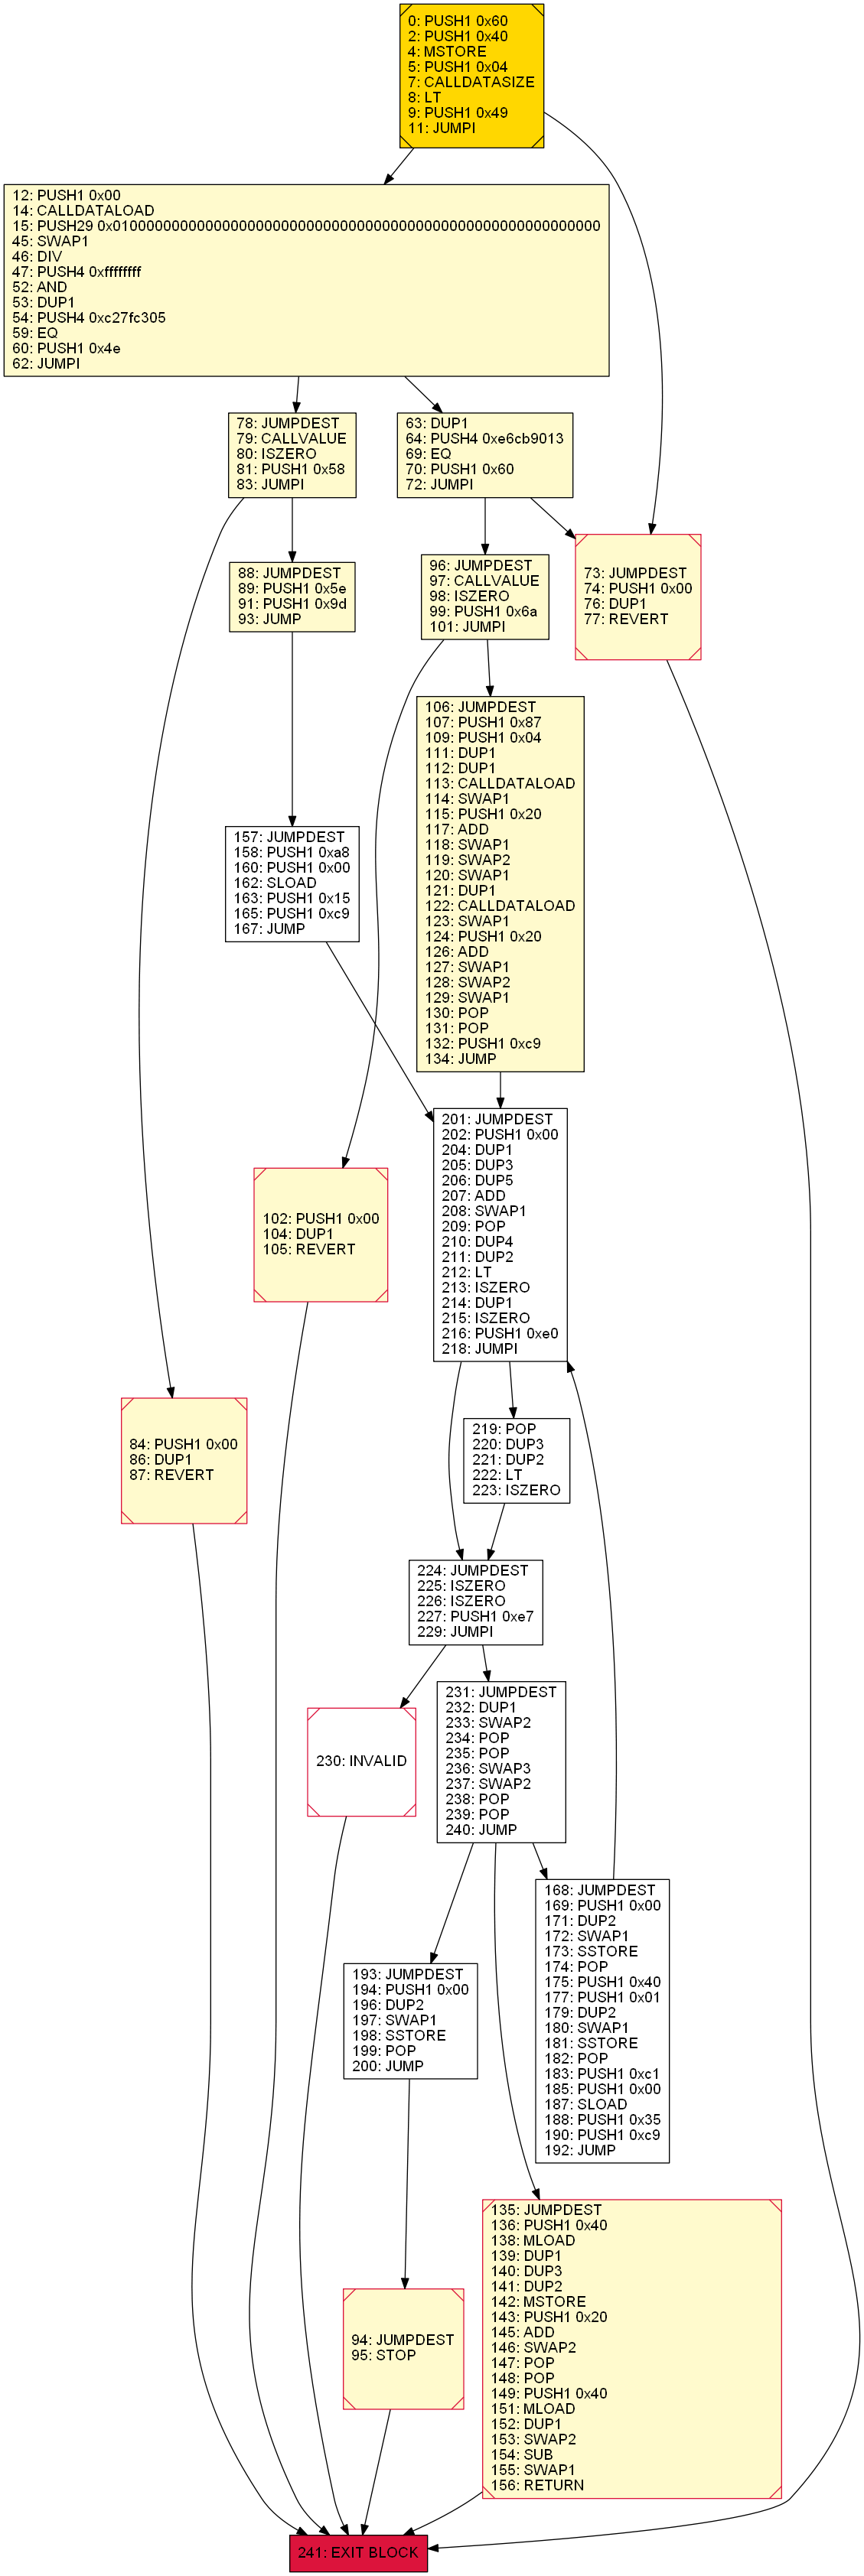 0: PUSH1 0x60
2: PUSH1 0x40
4: MSTORE
5: PUSH1 0x04
7: CALLDATASIZE
8: LT
9: PUSH1 0x49
11: JUMPI
12: PUSH1 0x00
14: CALLDATALOAD
15: PUSH29 0x0100000000000000000000000000000000000000000000000000000000
45: SWAP1
46: DIV
47: PUSH4 0xffffffff
52: AND
53: DUP1
54: PUSH4 0xc27fc305
59: EQ
60: PUSH1 0x4e
62: JUMPI
78: JUMPDEST
79: CALLVALUE
80: ISZERO
81: PUSH1 0x58
83: JUMPI
63: DUP1
64: PUSH4 0xe6cb9013
69: EQ
70: PUSH1 0x60
72: JUMPI
88: JUMPDEST
89: PUSH1 0x5e
91: PUSH1 0x9d
93: JUMP
96: JUMPDEST
97: CALLVALUE
98: ISZERO
99: PUSH1 0x6a
101: JUMPI
73: JUMPDEST
74: PUSH1 0x00
76: DUP1
77: REVERT
106: JUMPDEST
107: PUSH1 0x87
109: PUSH1 0x04
111: DUP1
112: DUP1
113: CALLDATALOAD
114: SWAP1
115: PUSH1 0x20
117: ADD
118: SWAP1
119: SWAP2
120: SWAP1
121: DUP1
122: CALLDATALOAD
123: SWAP1
124: PUSH1 0x20
126: ADD
127: SWAP1
128: SWAP2
129: SWAP1
130: POP
131: POP
132: PUSH1 0xc9
134: JUMP
157: JUMPDEST
158: PUSH1 0xa8
160: PUSH1 0x00
162: SLOAD
163: PUSH1 0x15
165: PUSH1 0xc9
167: JUMP
201: JUMPDEST
202: PUSH1 0x00
204: DUP1
205: DUP3
206: DUP5
207: ADD
208: SWAP1
209: POP
210: DUP4
211: DUP2
212: LT
213: ISZERO
214: DUP1
215: ISZERO
216: PUSH1 0xe0
218: JUMPI
102: PUSH1 0x00
104: DUP1
105: REVERT
84: PUSH1 0x00
86: DUP1
87: REVERT
219: POP
220: DUP3
221: DUP2
222: LT
223: ISZERO
224: JUMPDEST
225: ISZERO
226: ISZERO
227: PUSH1 0xe7
229: JUMPI
230: INVALID
231: JUMPDEST
232: DUP1
233: SWAP2
234: POP
235: POP
236: SWAP3
237: SWAP2
238: POP
239: POP
240: JUMP
168: JUMPDEST
169: PUSH1 0x00
171: DUP2
172: SWAP1
173: SSTORE
174: POP
175: PUSH1 0x40
177: PUSH1 0x01
179: DUP2
180: SWAP1
181: SSTORE
182: POP
183: PUSH1 0xc1
185: PUSH1 0x00
187: SLOAD
188: PUSH1 0x35
190: PUSH1 0xc9
192: JUMP
193: JUMPDEST
194: PUSH1 0x00
196: DUP2
197: SWAP1
198: SSTORE
199: POP
200: JUMP
135: JUMPDEST
136: PUSH1 0x40
138: MLOAD
139: DUP1
140: DUP3
141: DUP2
142: MSTORE
143: PUSH1 0x20
145: ADD
146: SWAP2
147: POP
148: POP
149: PUSH1 0x40
151: MLOAD
152: DUP1
153: SWAP2
154: SUB
155: SWAP1
156: RETURN
94: JUMPDEST
95: STOP
241: EXIT BLOCK